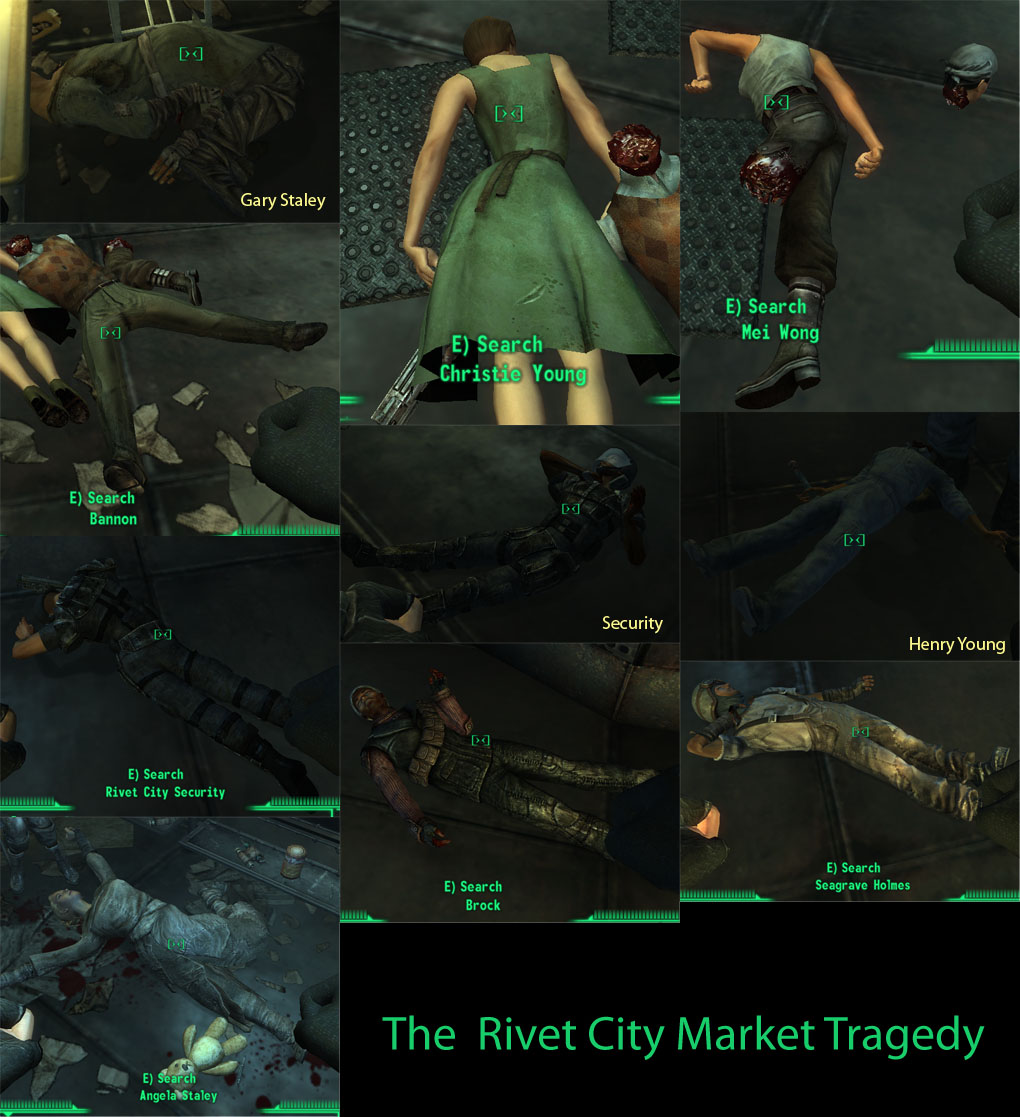 Gary Staley
E) Search
Christie Young
E) Search
Mei Wong
E) Search
Bannon
Security
Henry Young
E) Search
Rivet City Security
E) Search
Brock
E) Search
Seagrave Holmes
E) Search
Angela Staley
The Rivet City Market Tragedy